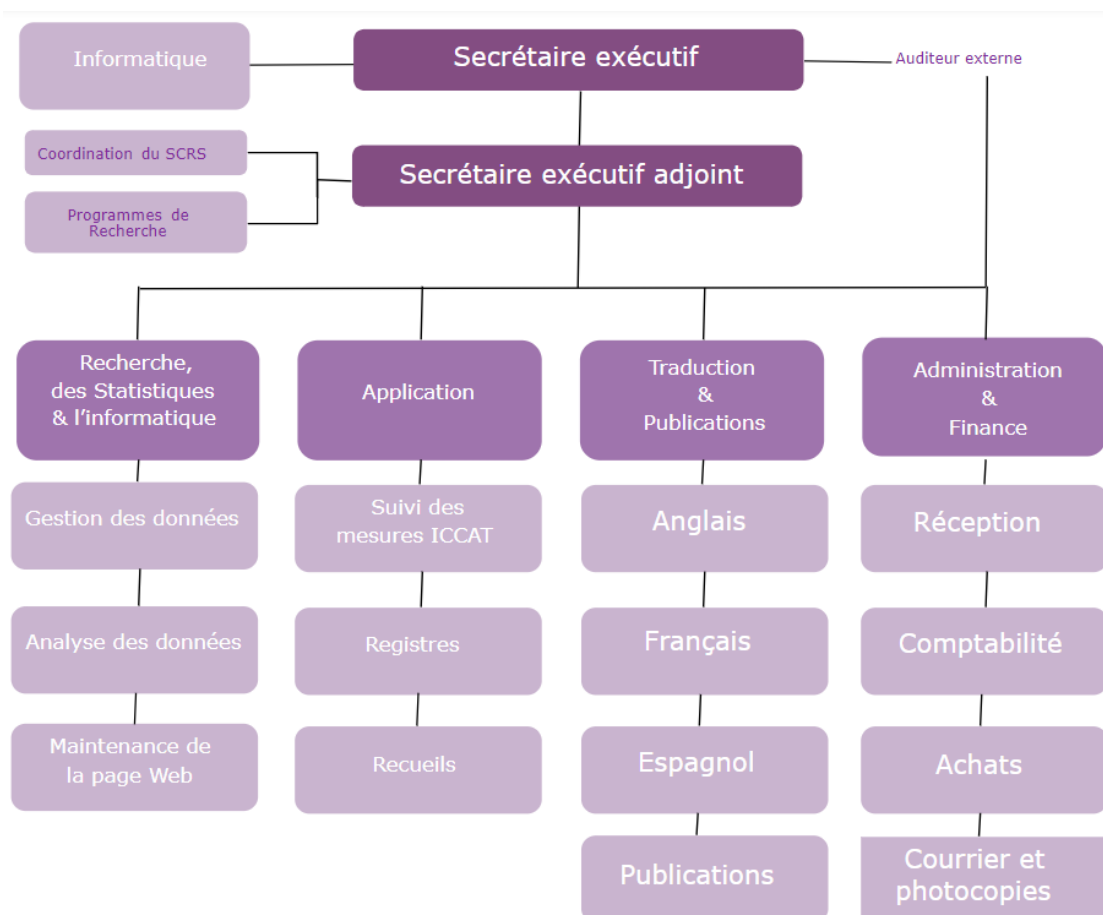 Informatique
Secrétaire exécutif
Auditeur externe
Coordination du SCRS
Secrétaire exécutif adjoint
Programmes de
Recherche
Recherche,
des Statistiques
& l'informatique
Application
Traduction
&
Publications
Administration
&
Finance
Gestion des données
Suivi des
mesures ICCAT
Anglais
Réception
Analyse des données
Registres
Français
Comptabilité
Maintenance de
la page Web
Recueils
Espagnol
Achats
Publications
Courrier et
photocopies